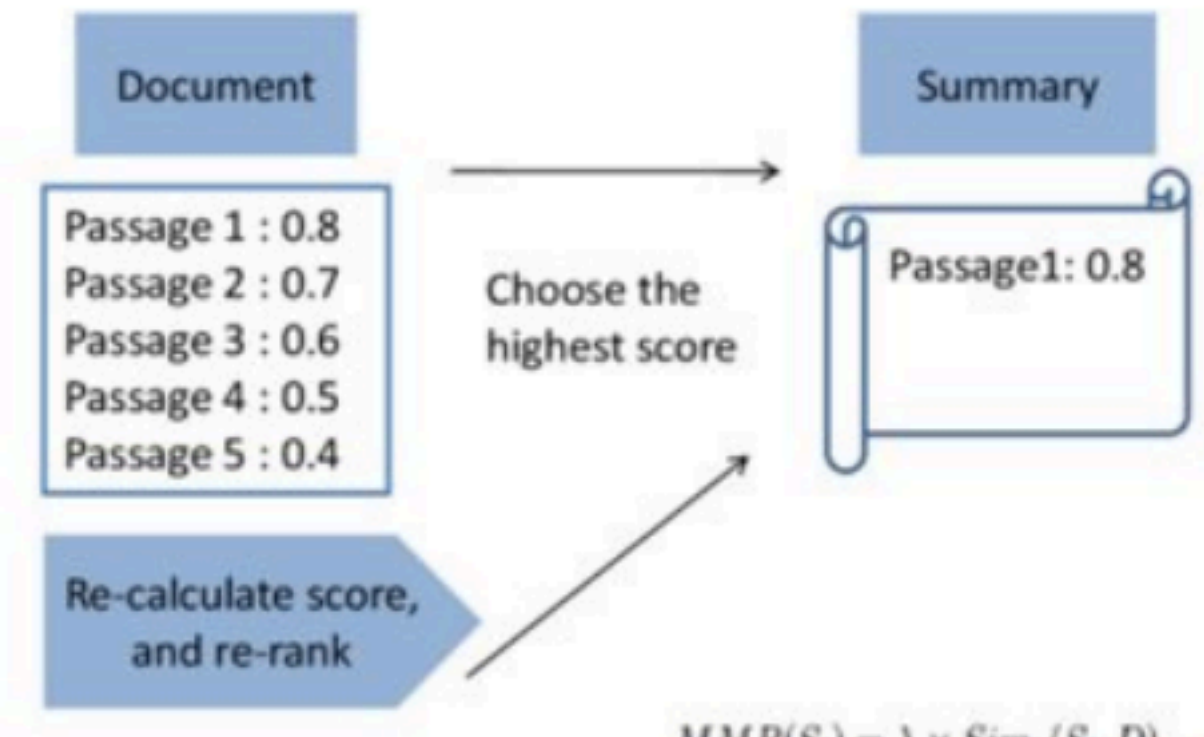 Document
Summary
Passage 1 : 0.8
Passage 2 : 0.7
Passage 3 : 0.6
Passage 4 : 0.5
Passage 5 : 0.4
Choose the
highest score
Passage1: 0.8
Re-calculate score,
and re-rank